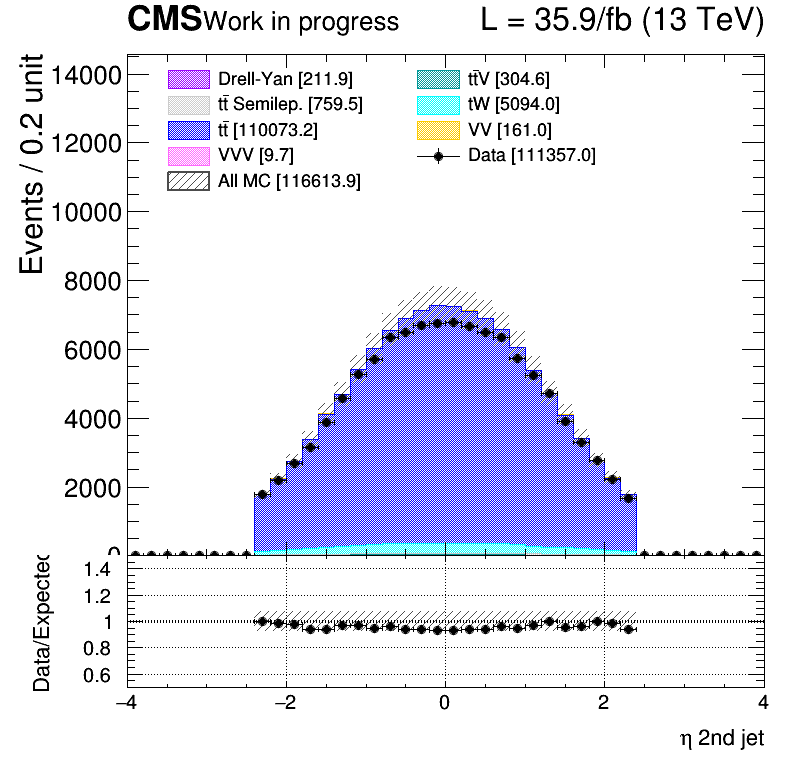 CMS Work in progress L = 35.9/fb (13 TeV)
Events / 0.2 unit
14000
12000
10000
8000
6000
4000
2000
0
Drell-Yan [211.9]
tt̄ Semilep. [759.5]
tt̄ [110073.2]
VVV [9.7]
All MC [116613.9]
tt̄V [304.6]
tW [5094.0]
VV [161.0]
Data [111357.0]
Data/Expected
1.4
1.2
1
0.8
0.6
−4 −2 0 2 4
η 2nd jet